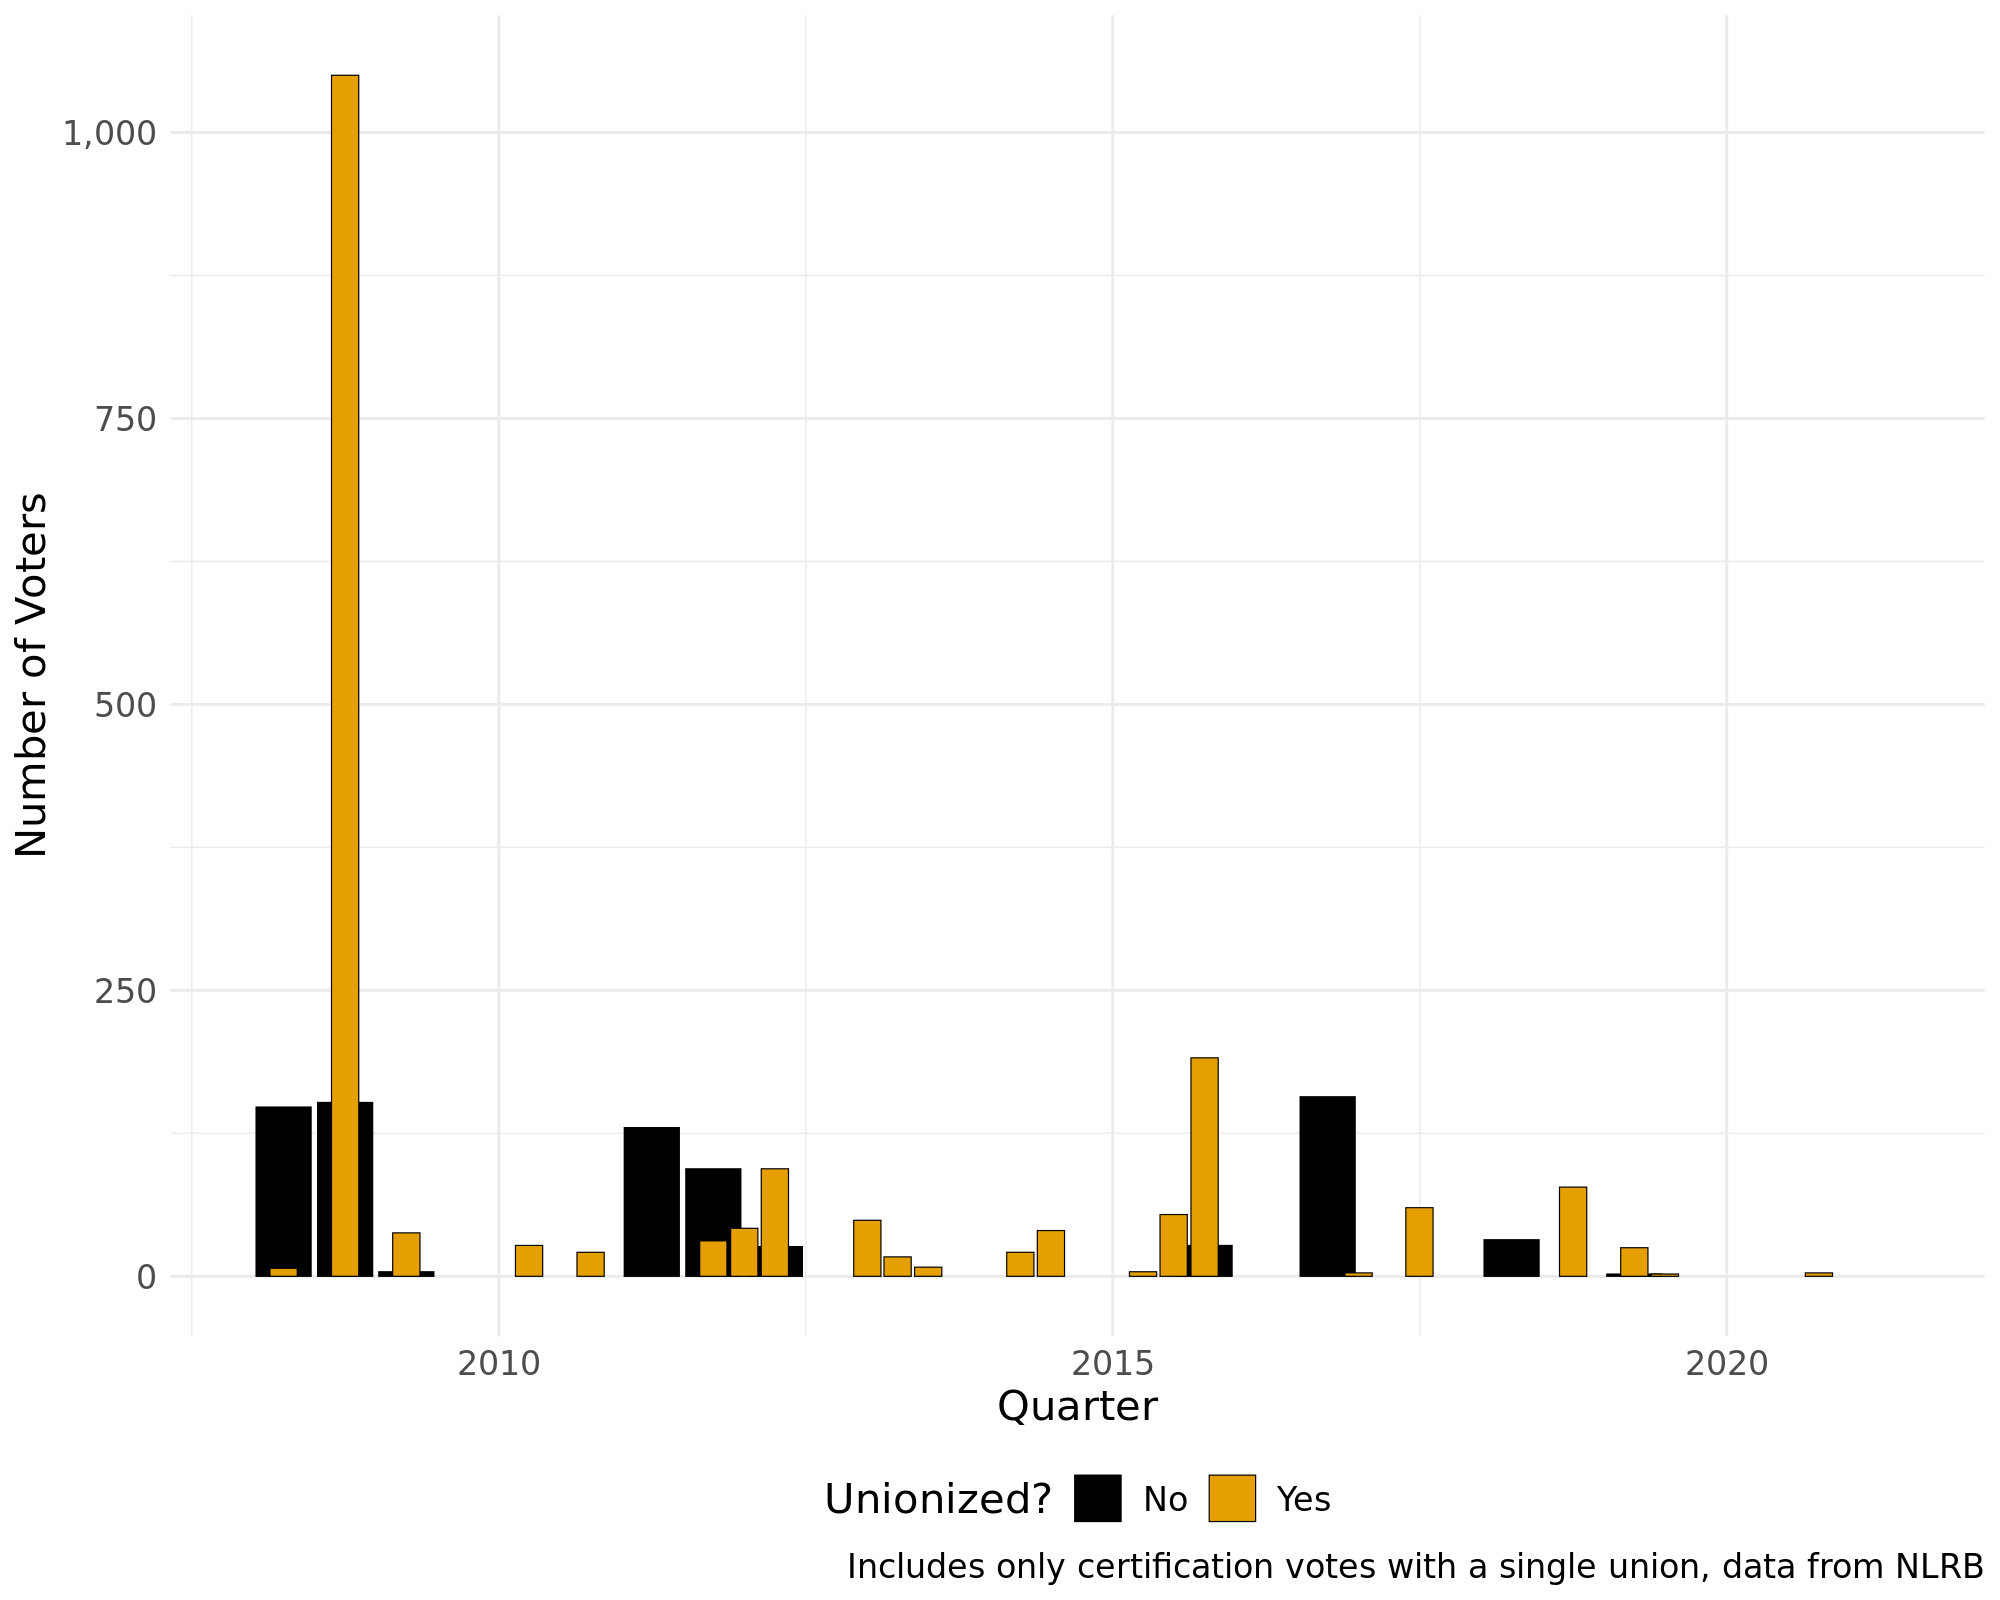 Number of Voters
1,000
750
500
250
0
2010 2015 2020
Quarter
Unionized? No Yes
Includes only certification votes with a single union, data from NLRB